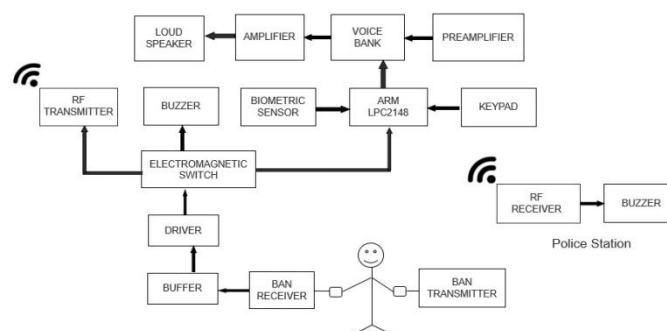 LOUD
SPEAKER
AMPLIFIER
VOICE
BANK
PREAMPLIFIER
RF
TRANSMITTER
BUZZER
BIOMETRIC
SENSOR
ARM
LPC2148
KEYPAD
ELECTROMAGNETIC
SWITCH
RF
RECEIVER
BUZZER
Police Station
DRIVER
BUFFER
BAN
RECEIVER
BAN
TRANSMITTER